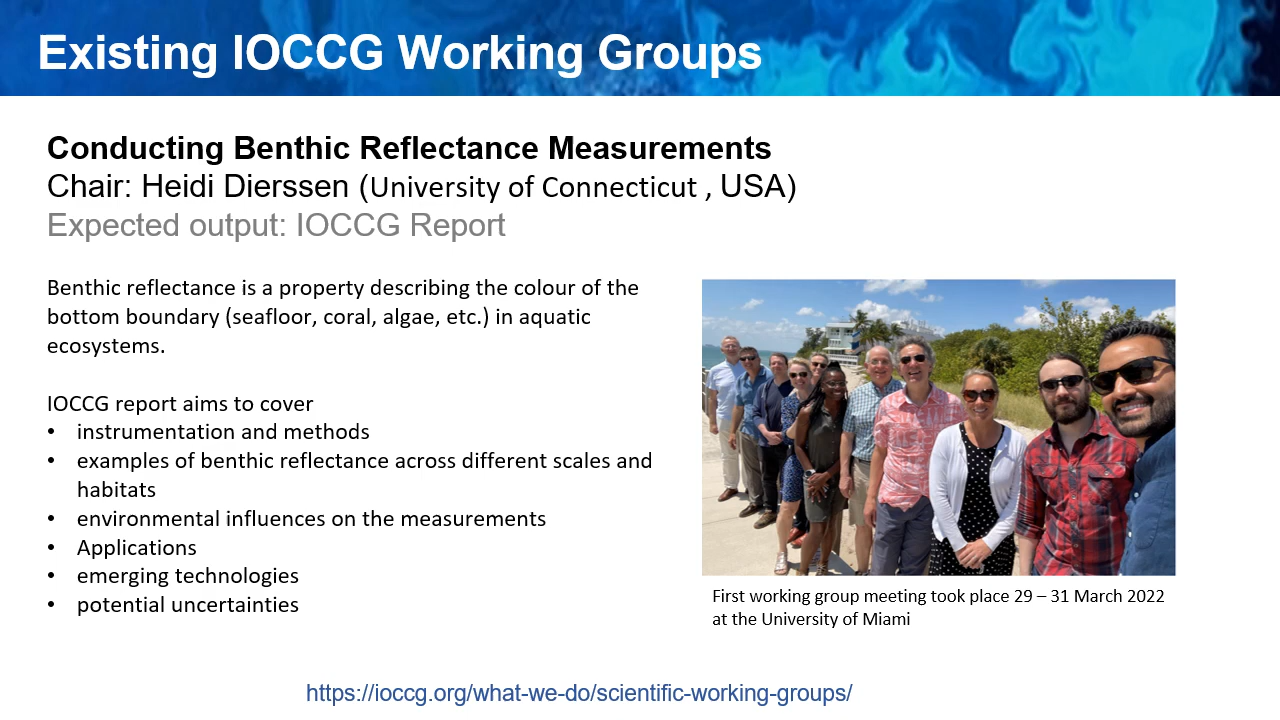 Existing IOCCG Working Groups
Conducting Benthic Reflectance Measurements
Chair: Heidi Dierssen (University of Connecticut , USA)
Expected output: IOCCG Report
Benthic reflectance is a property describing the colour of the
bottom boundary (seafloor, coral, algae, etc.) in aquatic
ecosystems.
IOCCG report aims to cover
• instrumentation and methods
• examples of benthic reflectance across different scales and
habitats
• environmental influences on the measurements
• Applications
• emerging technologies
• potential uncertainties
First working group meeting took place 29 – 31 March 2022
at the University of Miami
https://ioccg.org/what-we-do/scientific-working-groups/